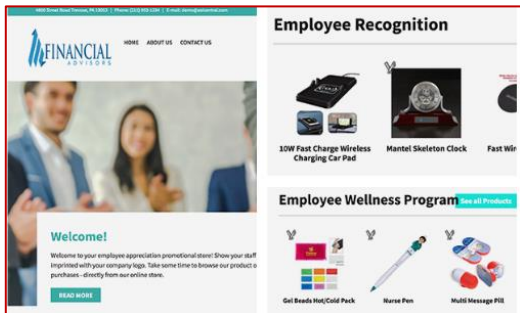 FINANCIAL
ADVISORS
HOME ABOUT US CONTACT US
Welcome!
Welcome to your employee appreciation promotional store! Show your staff
imprinted with your company logo. Take some time to browse our product o
purchases - directly from our online store.
READ MORE
Employee Recognition
10W Fast Charge Wireless
Charging Car Pad
Mantel Skeleton Clock
Fast Wir
Employee Wellness Program
See all Products
Gel Beads Hot/Cold Pack
Nurse Pen
Multi Message Pill